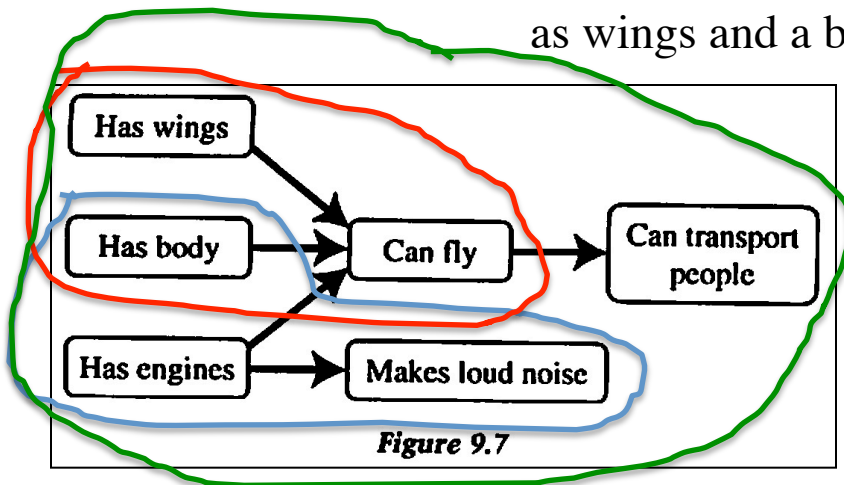 as wings and a b
Has wings
Has body
Can fly
Can transport
people
Has engines
Makes loud noise
Figure 9.7